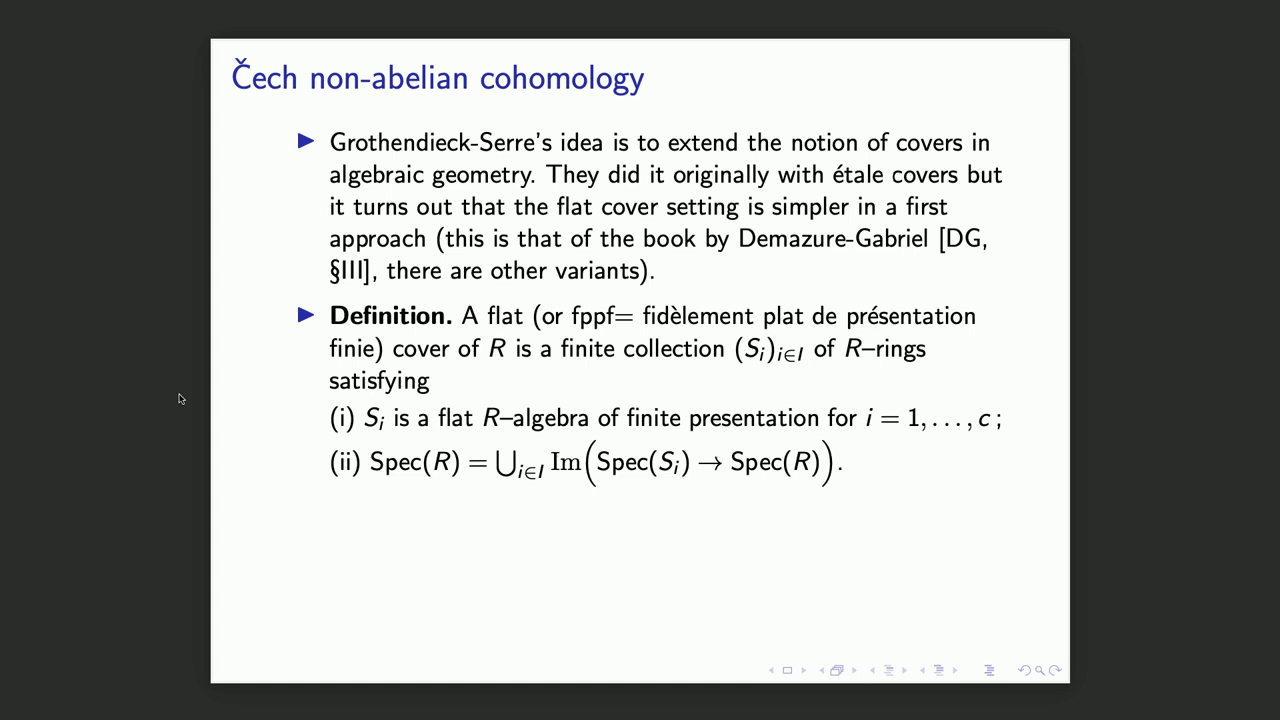 Čech non-abelian cohomology
▶ Grothendieck-Serre's idea is to extend the notion of covers in
algebraic geometry. They did it originally with étale covers but
it turns out that the flat cover setting is simpler in a first
approach (this is that of the book by Demazure-Gabriel [DG,
§III], there are other variants).
▶ Definition. A flat (or fppf= fidèlement plat de présentation
finie) cover of R is a finite collection (S_i)_{i∈I} of R–rings
satisfying
(i) S_i is a flat R–algebra of finite presentation for i = 1, . . . , c ;
(ii) Spec(R) = ⋃_{i∈I} Im(Spec(S_i) → Spec(R)).